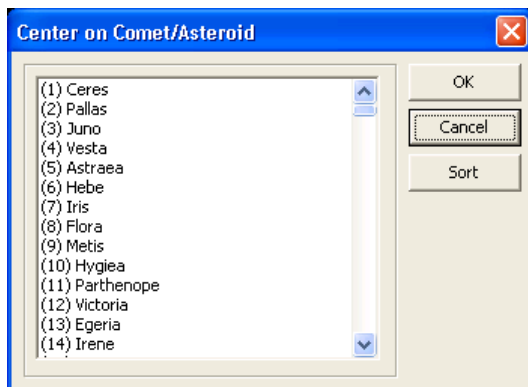 Center on Comet/Asteroid
(1) Ceres
(2) Pallas
(3) Juno
(4) Vesta
(5) Astraea
(6) Hebe
(7) Iris
(8) Flora
(9) Metis
(10) Hygiea
(11) Parthenope
(12) Victoria
(13) Egeria
(14) Irene
OK
Cancel
Sort